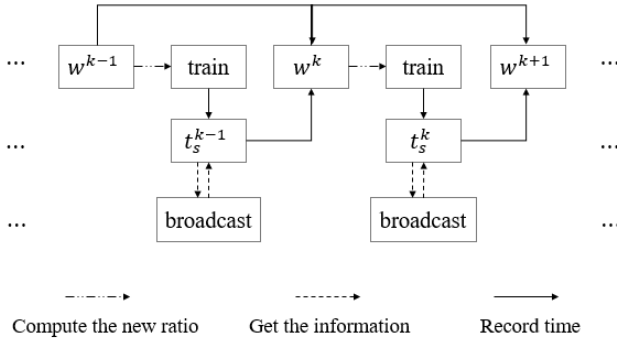 ... w^{k-1} train w^k train w^{k+1} ...
... t_s^{k-1} t_s^k ...
... broadcast broadcast ...
Compute the new ratio Get the information Record time